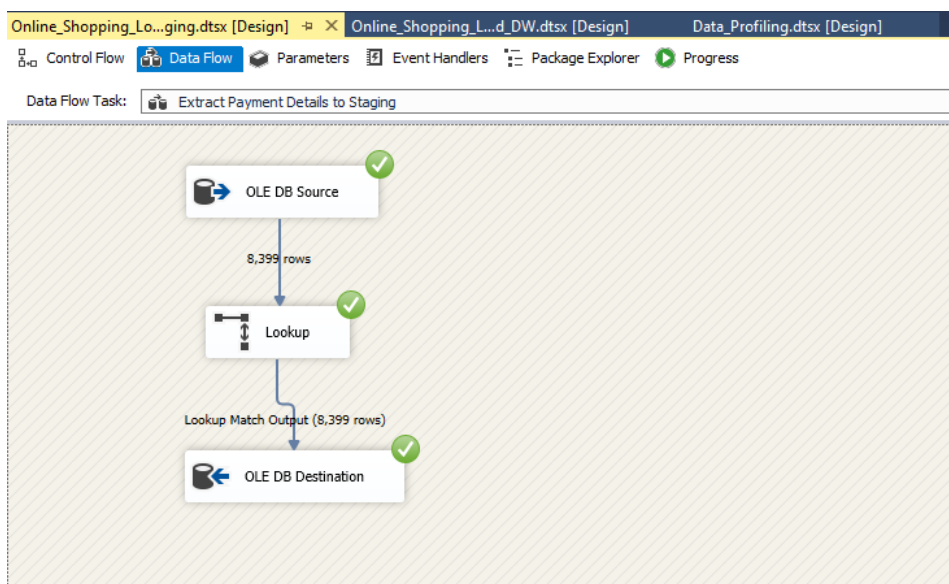 Online_Shopping_Lo...ging.dtsx [Design] Online_Shopping_L...d_DW.dtsx [Design] Data_Profiling.dtsx [Design]
Control Flow Data Flow Parameters Event Handlers Package Explorer Progress
Data Flow Task: Extract Payment Details to Staging
OLE DB Source
8,399 rows
Lookup
Lookup Match Output (8,399 rows)
OLE DB Destination